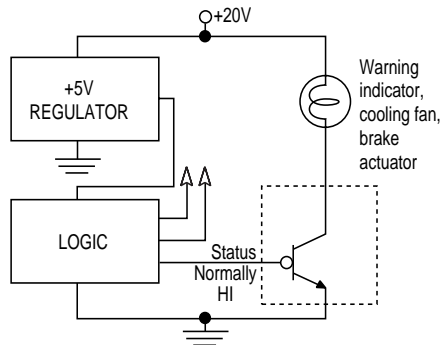 +20V
+5V
REGULATOR
Warning
indicator,
cooling fan,
brake
actuator
LOGIC
Status
Normally
HI